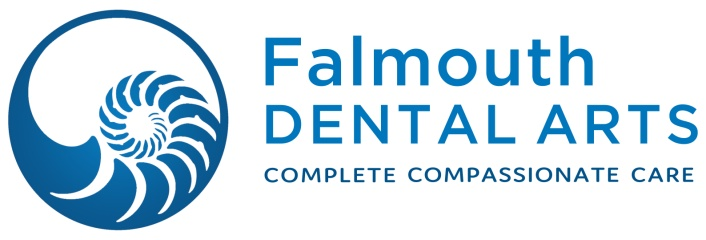 Falmouth
DENTAL ARTS
COMPLETE COMPASSIONATE CARE